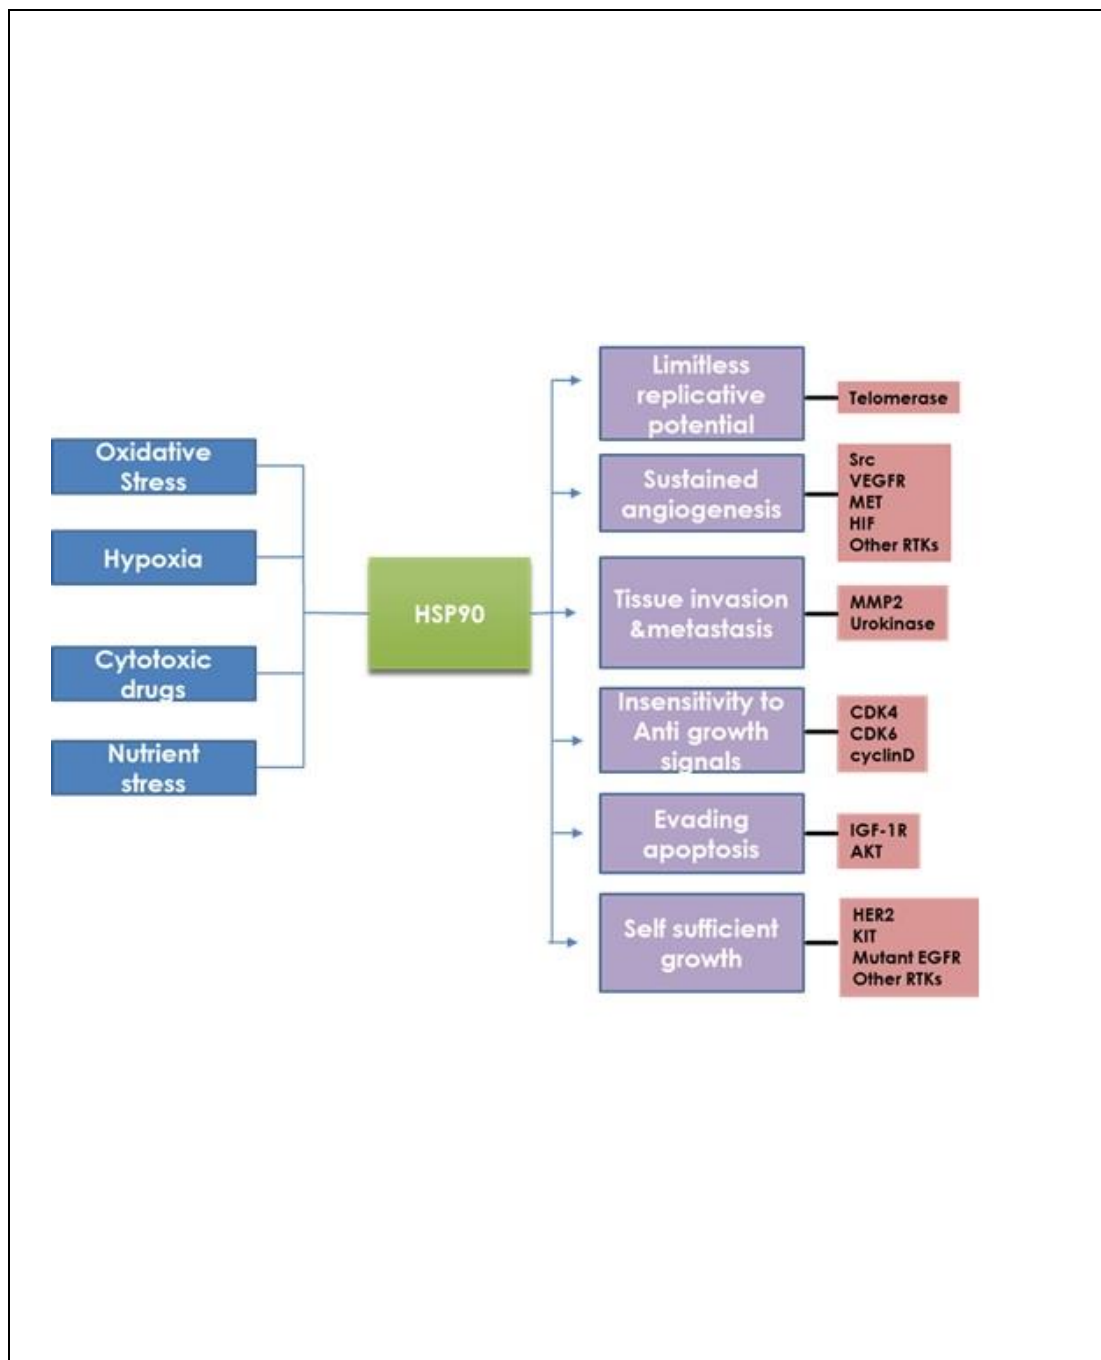 Oxidative
Stress
Hypoxia
Cytotoxic
drugs
Nutrient
stress
HSP90
Limitless
replicative
potential
Telomerase
Sustained
angiogenesis
Src
VEGFR
MET
HIF
Other RTKs
Tissue invasion
&metastasis
MMP2
Urokinase
Insensitivity to
Anti growth
signals
CDK4
CDK6
cyclinD
Evading
apoptosis
IGF-1R
AKT
Self sufficient
growth
HER2
KIT
Mutant EGFR
Other RTKs